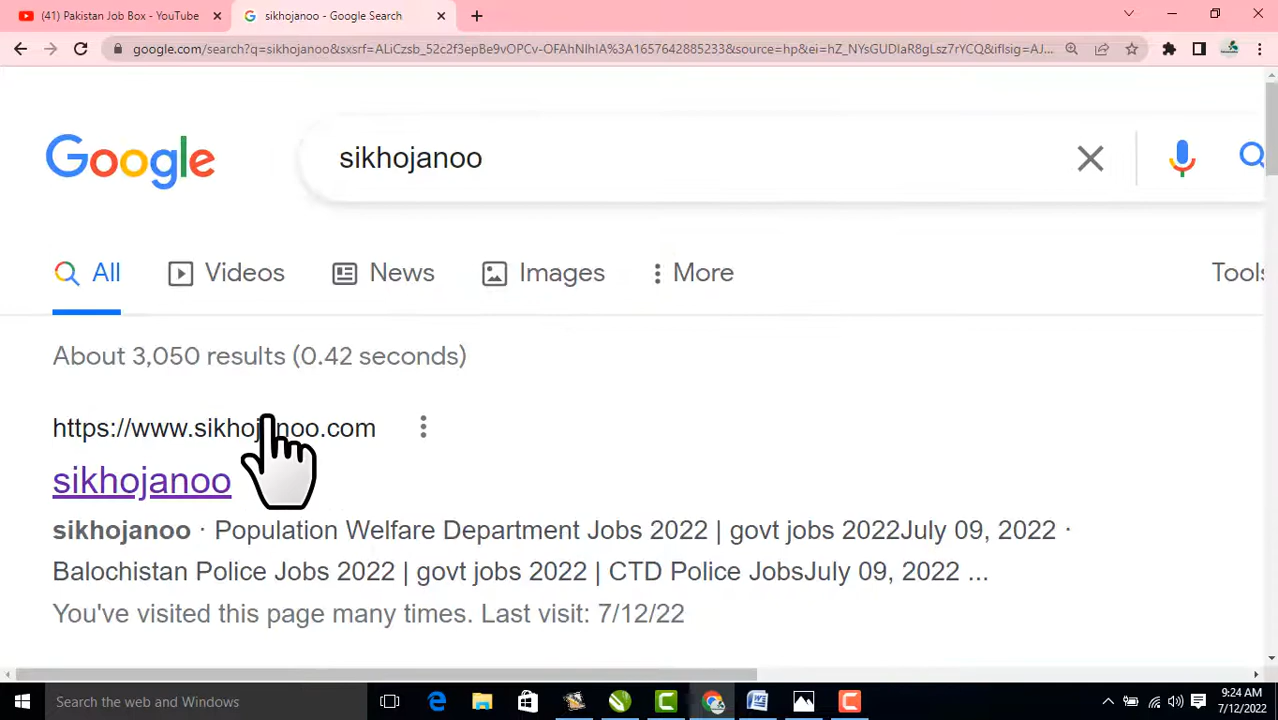 (41) Pakistan Job Box - YouTube
sikhojanoo - Google Search
google.com/search?q=sikhojanoo&sxsrf=ALiCzsb_52c2f3epBe9vOPCv-OFAhNIhIA%3A1657642885233&source=hp&ei=hZ_NYsGUDIaR8gLsz7rYCQ&iflsig=AJ...
Google
sikhojanoo
All Videos News Images More Tools
About 3,050 results (0.42 seconds)
https://www.sikhojanoo.com
sikhojanoo
sikhojanoo · Population Welfare Department Jobs 2022 | govt jobs 2022July 09, 2022 ·
Balochistan Police Jobs 2022 | govt jobs 2022 | CTD Police JobsJuly 09, 2022 ...
You've visited this page many times. Last visit: 7/12/22
Search the web and Windows
9:24 AM
7/12/2022